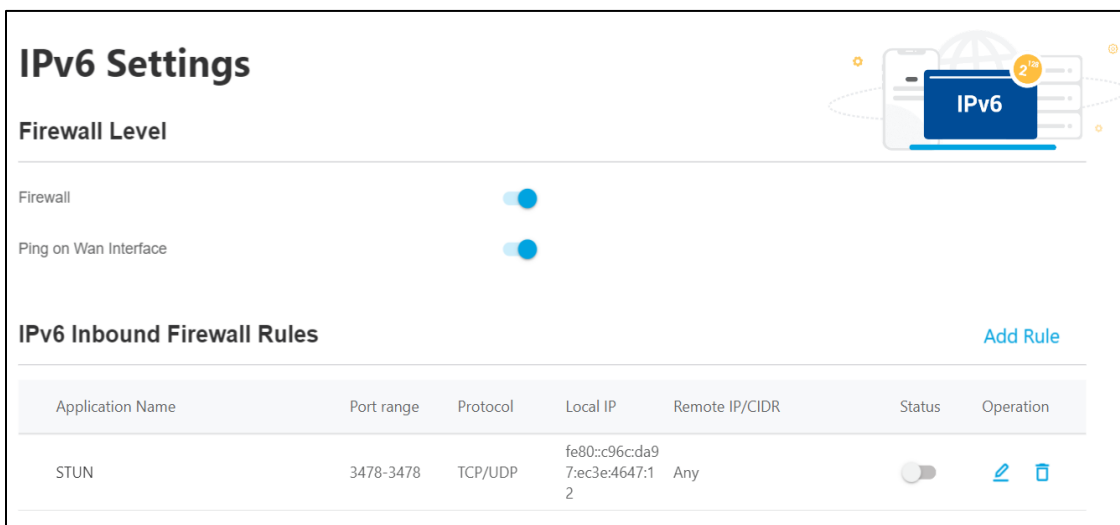 IPv6 Settings
2¹²⁸
IPv6
Firewall Level
Firewall
Ping on Wan Interface
IPv6 Inbound Firewall Rules
Add Rule
Application Name Port range Protocol Local IP Remote IP/CIDR Status Operation
fe80::c96c:da9
STUN 3478-3478 TCP/UDP 7:ec3e:4647:1 Any
2